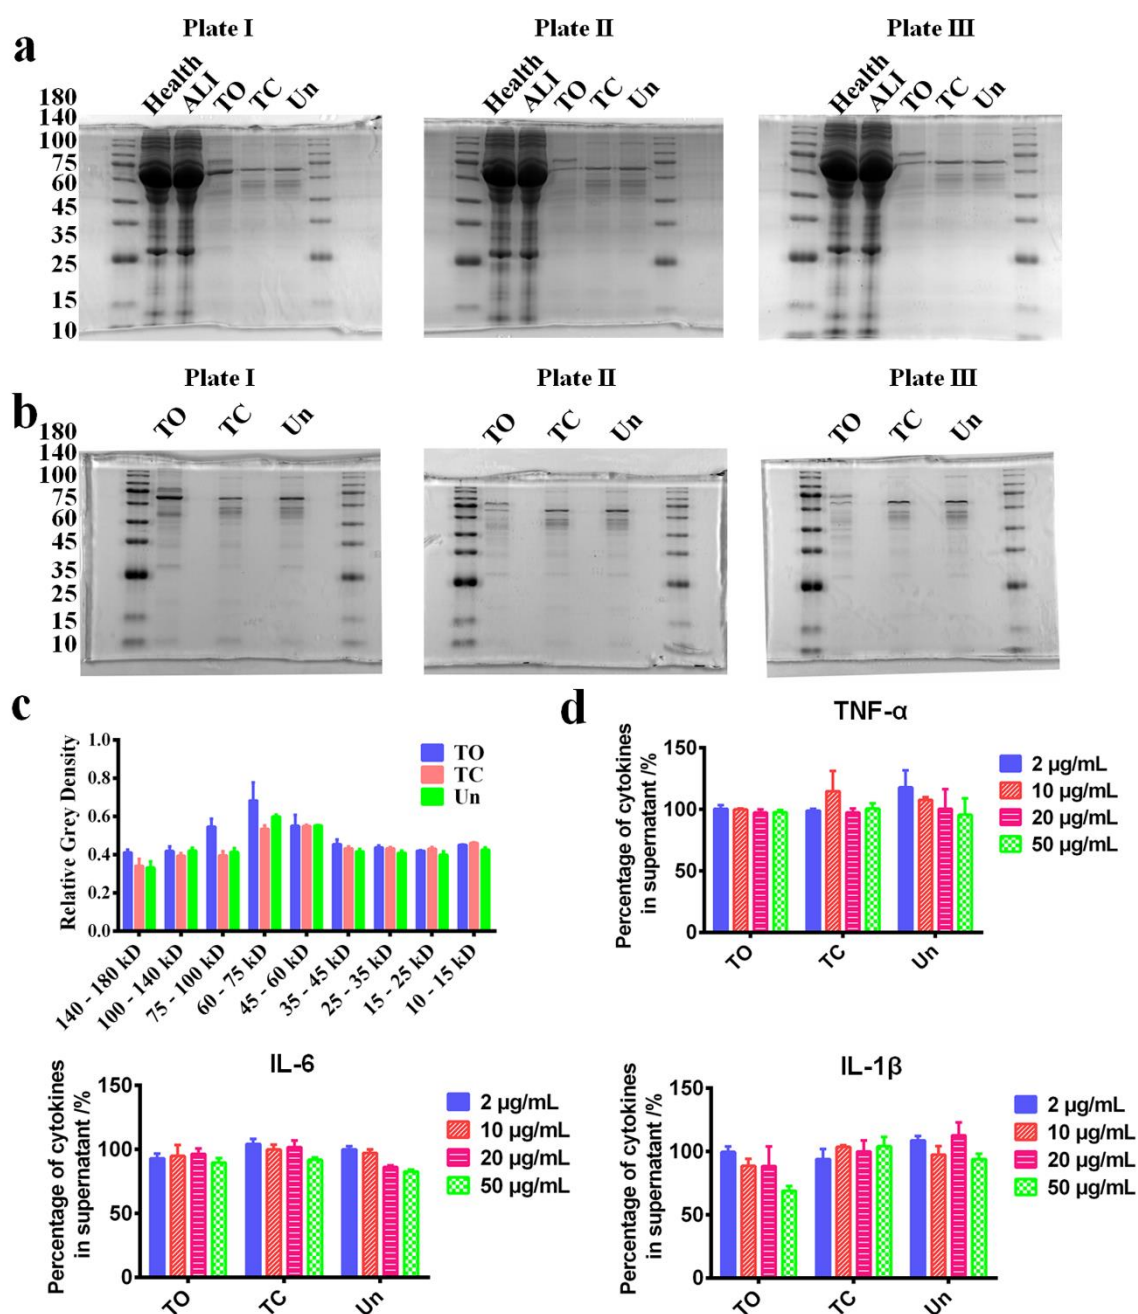 a
Plate I
Plate II
Plate III
Health
ALI
TO
TC
Un
Health
ALI
TO
TC
Un
Health
ALI
TO
TC
Un
180
140
100
75
60
45
35
25
15
10
b
Plate I
Plate II
Plate III
TO
TC
Un
TO
TC
Un
TO
TC
Un
180
140
100
75
60
45
35
25
15
10
c
Relative Grey Density
1.0
0.8
0.6
0.4
0.2
0.0
TO
TC
Un
140 - 180 kD
100 - 140 kD
75 - 100 kD
60 - 75 kD
45 - 60 kD
35 - 45 kD
25 - 35 kD
15 - 25 kD
10 - 15 kD
d
TNF-α
Percentage of cytokines
in supernatant /%
150
100
50
0
TO
TC
Un
2 μg/mL
10 μg/mL
20 μg/mL
50 μg/mL
IL-6
Percentage of cytokines
in supernatant /%
150
100
50
0
TO
TC
Un
2 μg/mL
10 μg/mL
20 μg/mL
50 μg/mL
IL-1β
Percentage of cytokines
in supernatant /%
150
100
50
0
TO
TC
Un
2 μg/mL
10 μg/mL
20 μg/mL
50 μg/mL